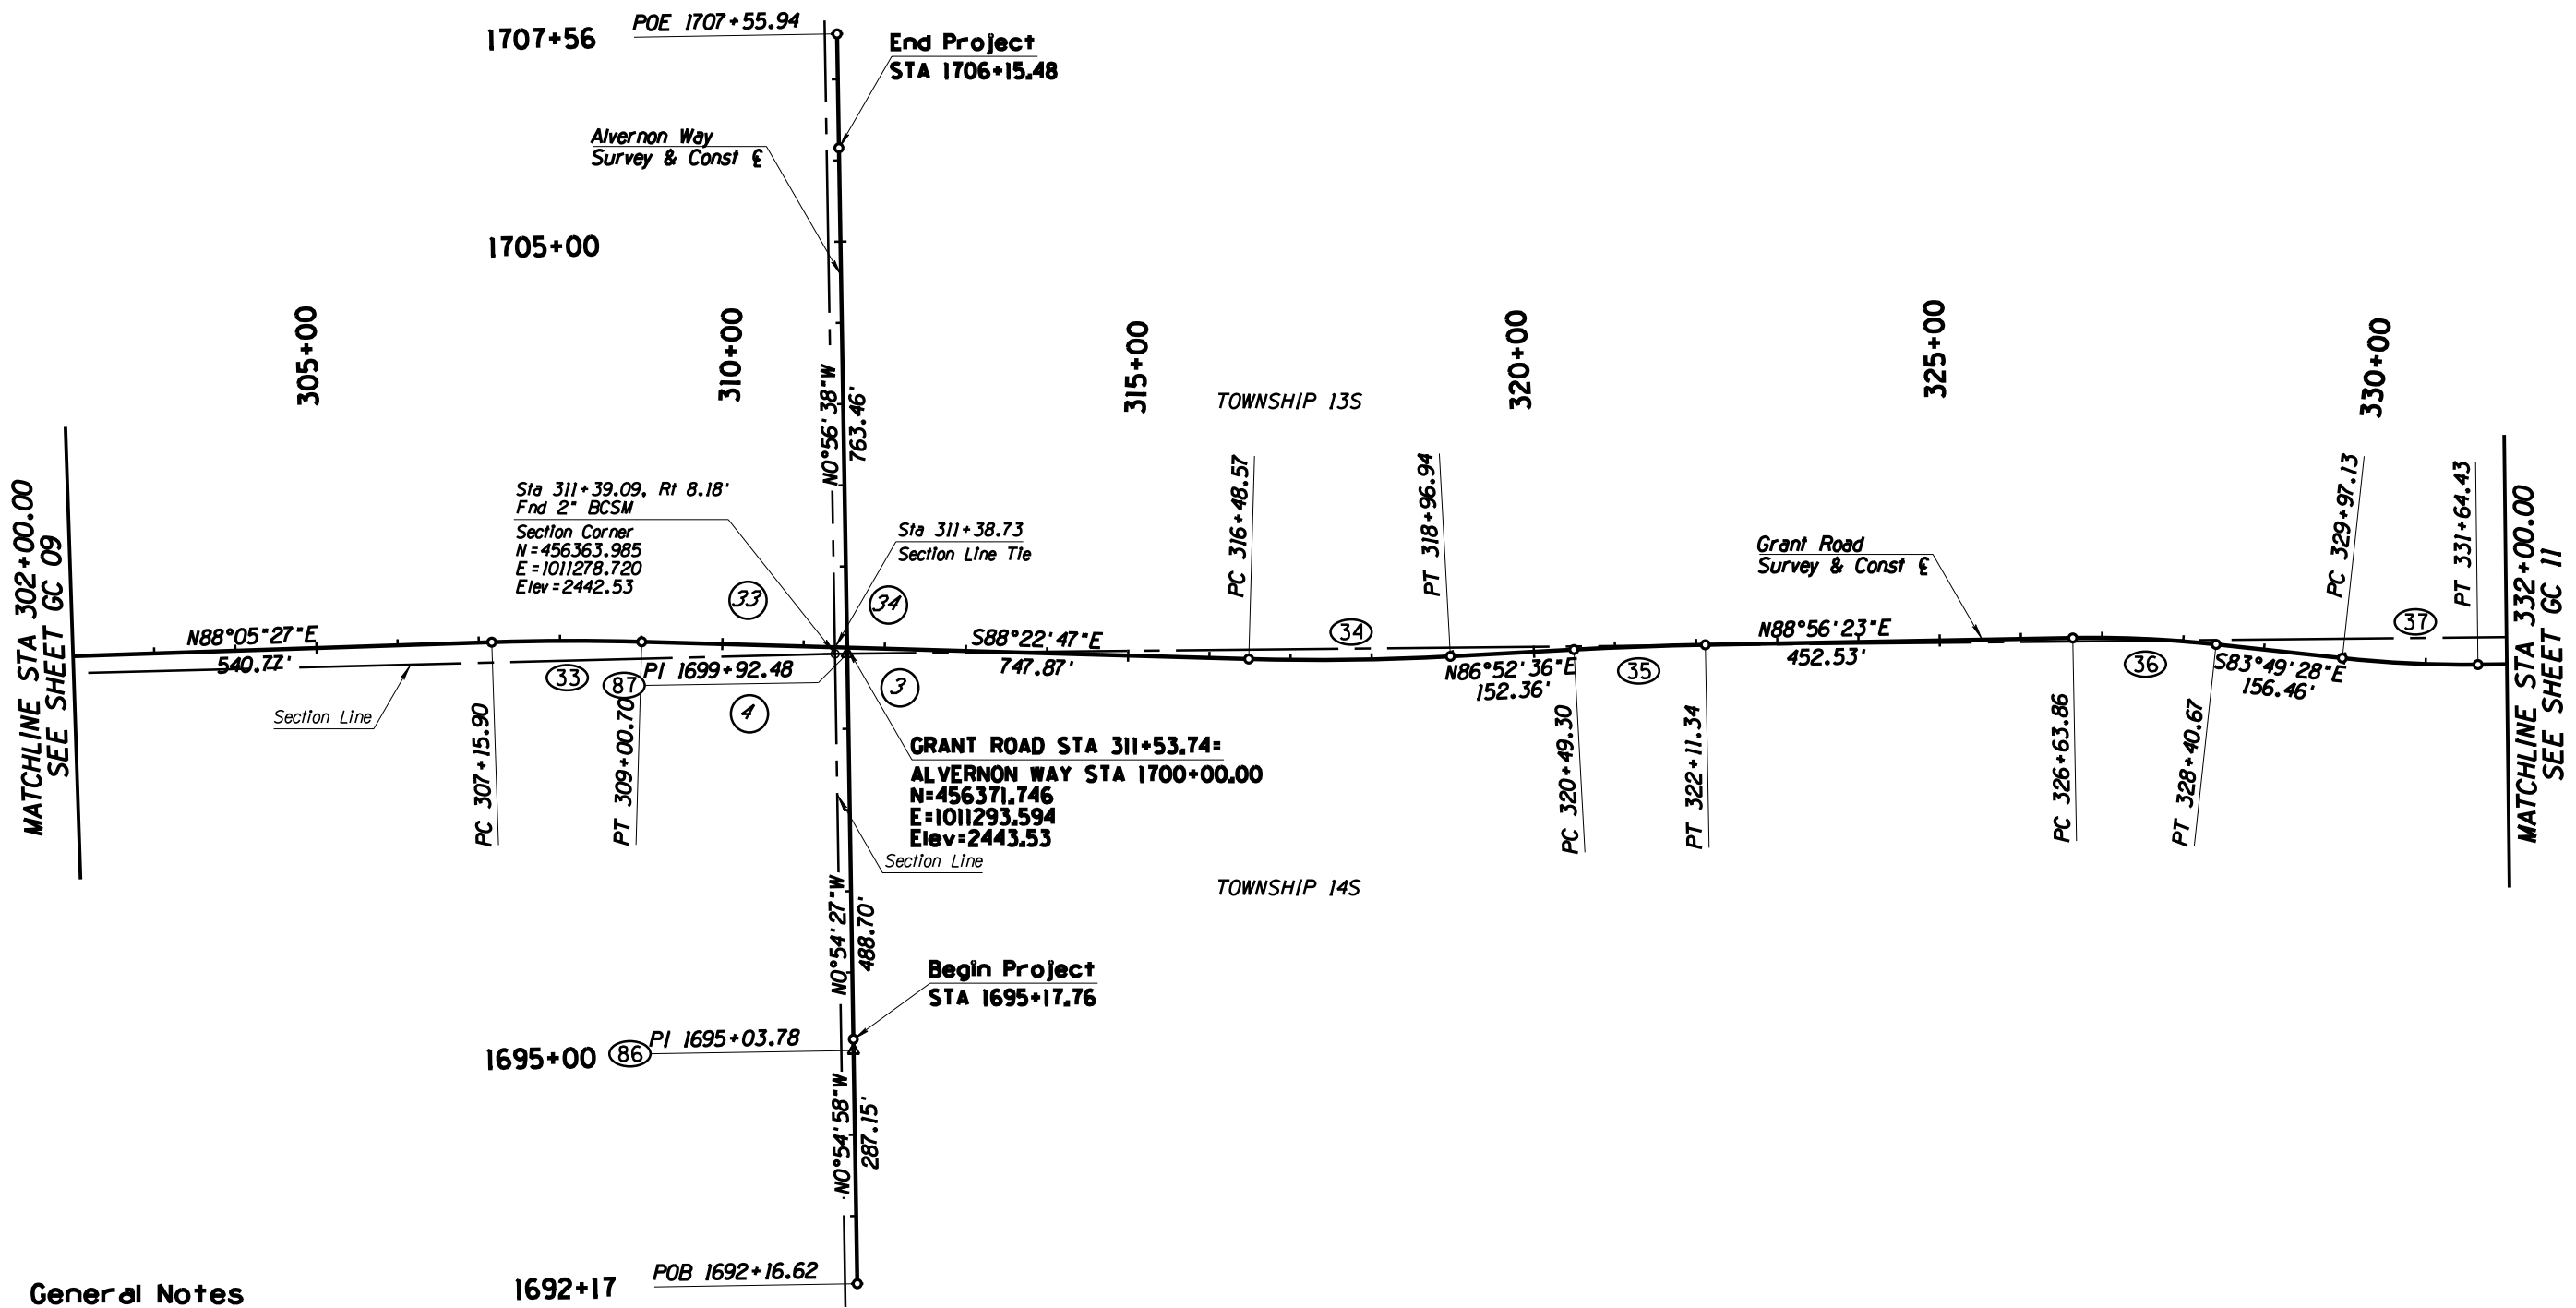 1707+56
POE 1707+55.94
End Project
STA 1706+15.48
Alvernon Way
Survey & Const ℄
1705+00
305+00
310+00
315+00
320+00
325+00
330+00
TOWNSHIP 13S
N0°56'38"W
763.46'
MATCHLINE STA 302+00.00
SEE SHEET GC 09
Sta 311+39.09, Rt 8.18'
Fnd 2" BCSM
Section Corner
N=456363.985
E=1011278.720
Elev=2442.53
Sta 311+38.73
Section Line Tie
PC 316+48.57
PT 318+96.94
Grant Road
Survey & Const ℄
PC 329+97.13
PT 331+64.43
MATCHLINE STA 332+00.00
SEE SHEET GC 11
33
34
N88°05"27"E
540.77'
S88°22'47"E
747.87'
34
N86°52'36"E
152.36'
35
N88°56'23"E
452.53'
36
S83°49'28"E
156.46'
37
33
87
PI 1699+92.48
3
4
Section Line
PC 307+15.90
PT 309+00.70
GRANT ROAD STA 311+53.74=
ALVERNON WAY STA 1700+00.00
N=456371.746
E=1011293.594
Elev=2443.53
Section Line
PC 320+49.30
PT 322+11.34
PC 326+63.86
PT 328+40.67
TOWNSHIP 14S
N0°54'27"W
488.70'
Begin Project
STA 1695+17.76
1695+00
86
PI 1695+03.78
N0°54'58"W
287.15'
General Notes
1692+17
POB 1692+16.62